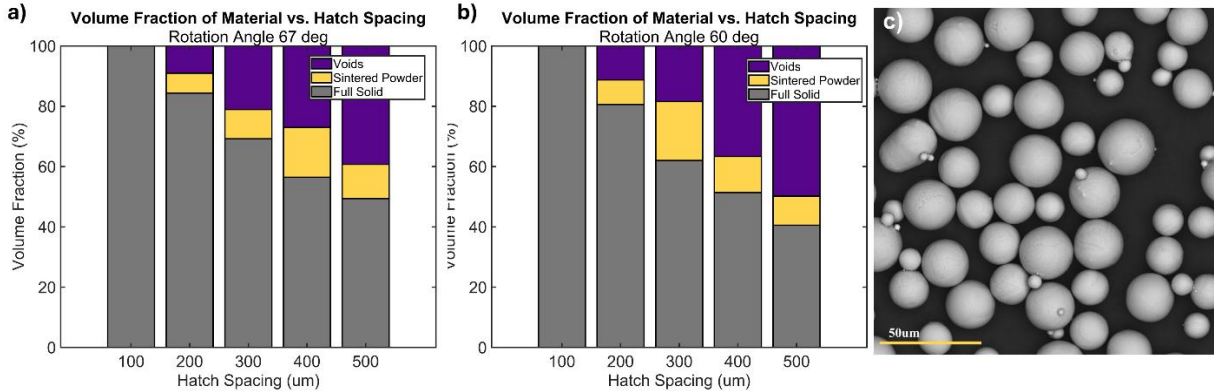 a)
Volume Fraction of Material vs. Hatch Spacing
Rotation Angle 67 deg
100
80
60
40
20
0
Volume Fraction (%)
Voids
Sintered Powder
Full Solid
100 200 300 400 500
Hatch Spacing (um)
b)
Volume Fraction of Material vs. Hatch Spacing
Rotation Angle 60 deg
100
80
60
40
20
0
Volume Fraction (%)
Voids
Sintered Powder
Full Solid
100 200 300 400 500
Hatch Spacing (um)
c)
50um